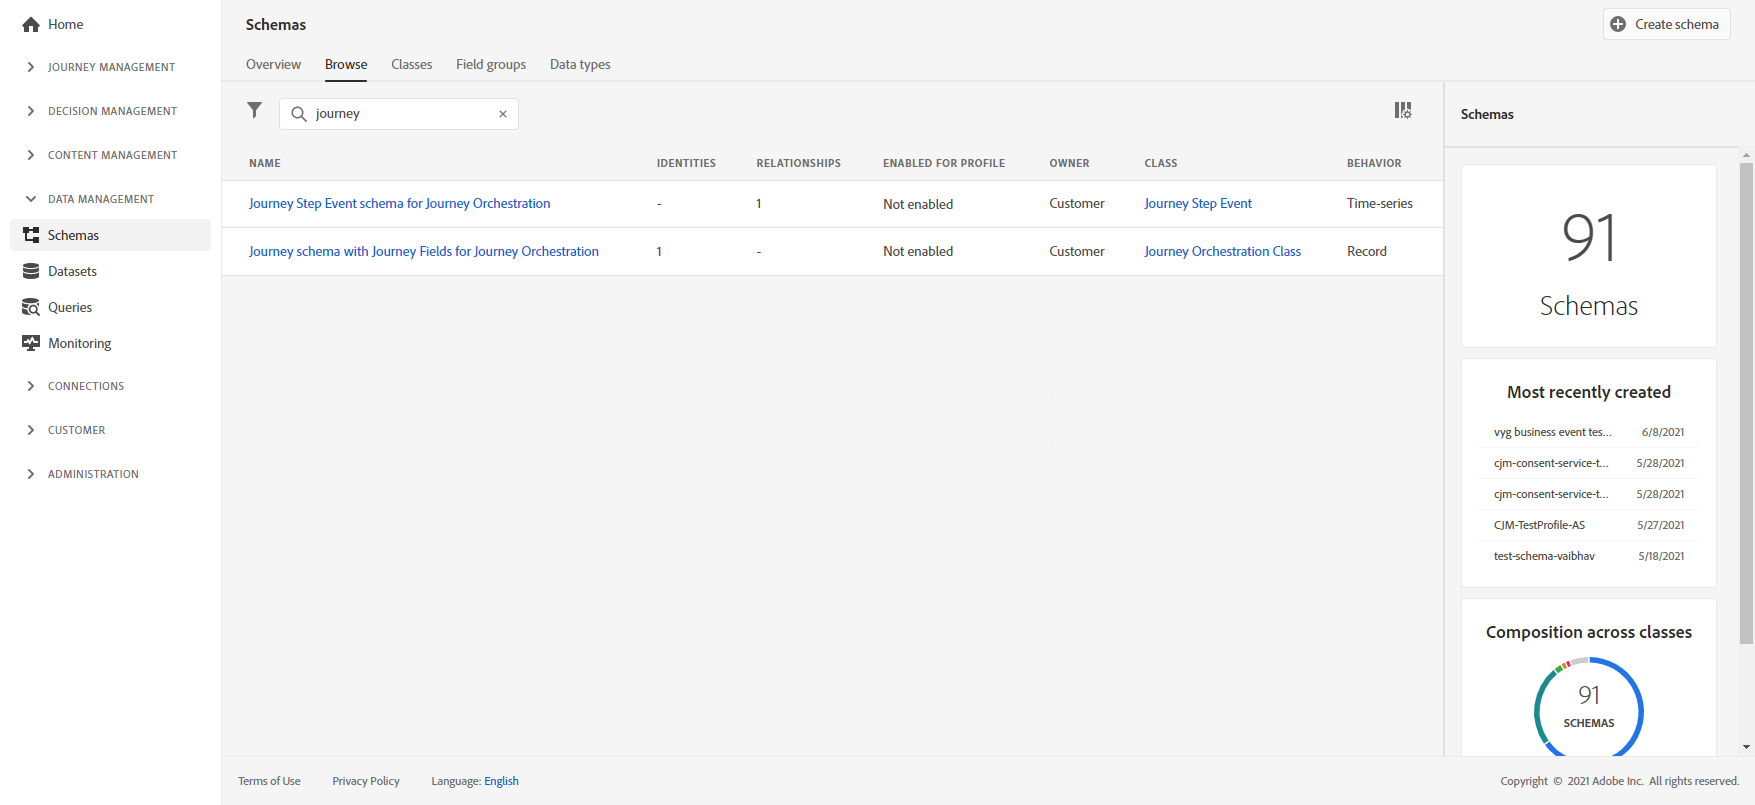 Home
JOURNEY MANAGEMENT
DECISION MANAGEMENT
CONTENT MANAGEMENT
DATA MANAGEMENT
Schemas
Datasets
Queries
Monitoring
CONNECTIONS
CUSTOMER
ADMINISTRATION
Schemas
Create schema
Overview Browse Classes Field groups Data types
journey
NAME IDENTITIES RELATIONSHIPS ENABLED FOR PROFILE OWNER CLASS BEHAVIOR
Journey Step Event schema for Journey Orchestration - 1 Not enabled Customer Journey Step Event Time-series
Journey schema with Journey Fields for Journey Orchestration 1 - Not enabled Customer Journey Orchestration Class Record
Schemas
91
Schemas
Most recently created
vyg business event tes... 6/8/2021
cjm-consent-service-t... 5/28/2021
cjm-consent-service-t... 5/28/2021
CJM-TestProfile-AS 5/27/2021
test-schema-vaibhav 5/18/2021
Composition across classes
91
SCHEMAS
Terms of Use Privacy Policy Language: English Copyright © 2021 Adobe Inc. All rights reserved.